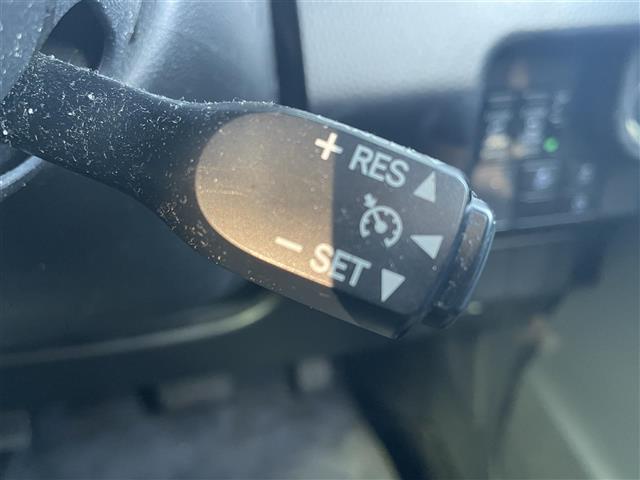 + RES
- SET